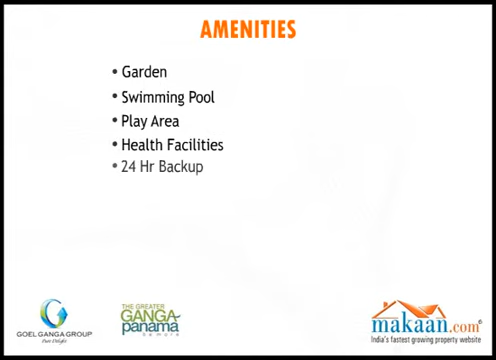 AMENITIES
• Garden
• Swimming Pool
• Play Area
• Health Facilities
• 24 Hr Backup
GOEL GANGA GROUP
Pure Delight
THE GREATER
GANGA
panama
makaan.com
India's fastest growing property website